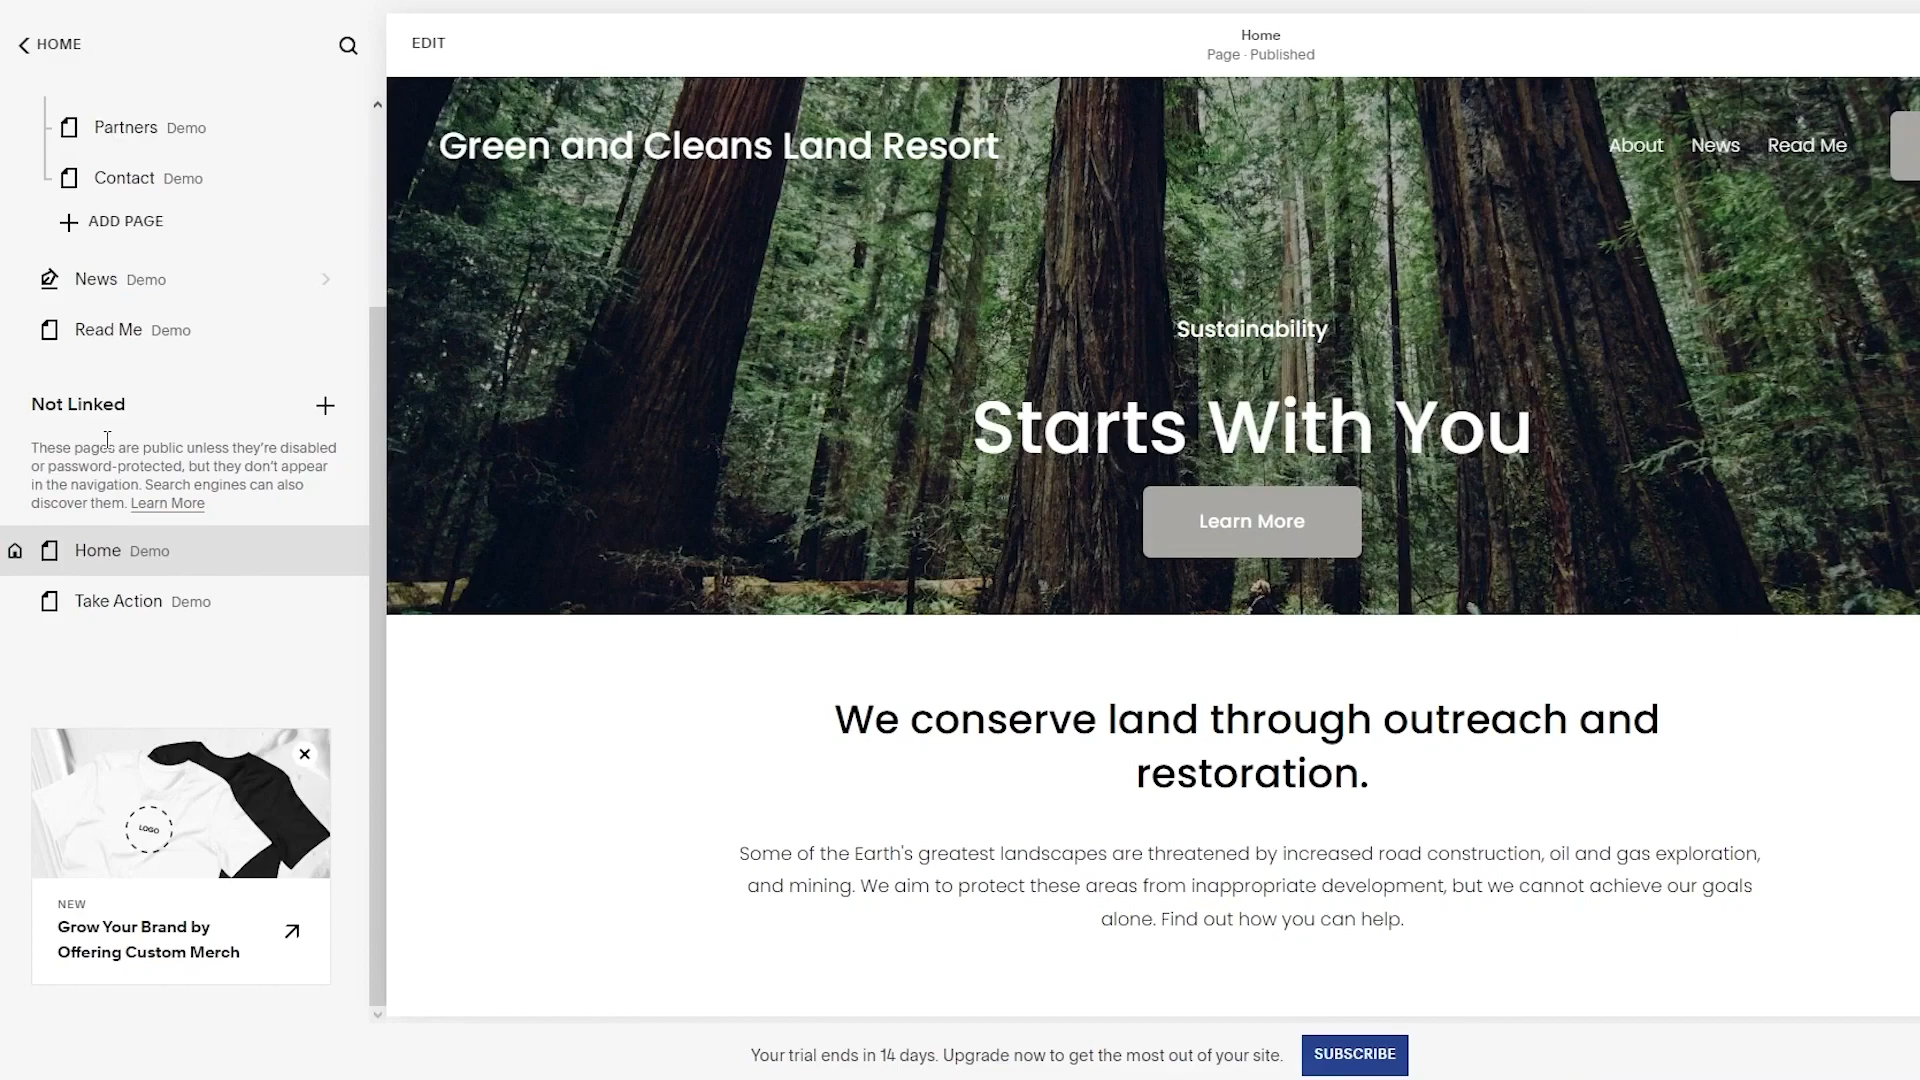 HOME
Partners Demo
Contact Demo
ADD PAGE
News Demo
Read Me Demo
Not Linked
These pages are public unless they're disabled
or password-protected, but they don't appear
in the navigation. Search engines can also
discover them. Learn More
Home Demo
Take Action Demo
LOGO
NEW
Grow Your Brand by
Offering Custom Merch
EDIT
Home
Page · Published
Green and Cleans Land Resort
About News Read Me
Sustainability
Starts With You
Learn More
We conserve land through outreach and
restoration.
Some of the Earth's greatest landscapes are threatened by increased road construction, oil and gas exploration,
and mining. We aim to protect these areas from inappropriate development, but we cannot achieve our goals
alone. Find out how you can help.
Your trial ends in 14 days. Upgrade now to get the most out of your site.
SUBSCRIBE